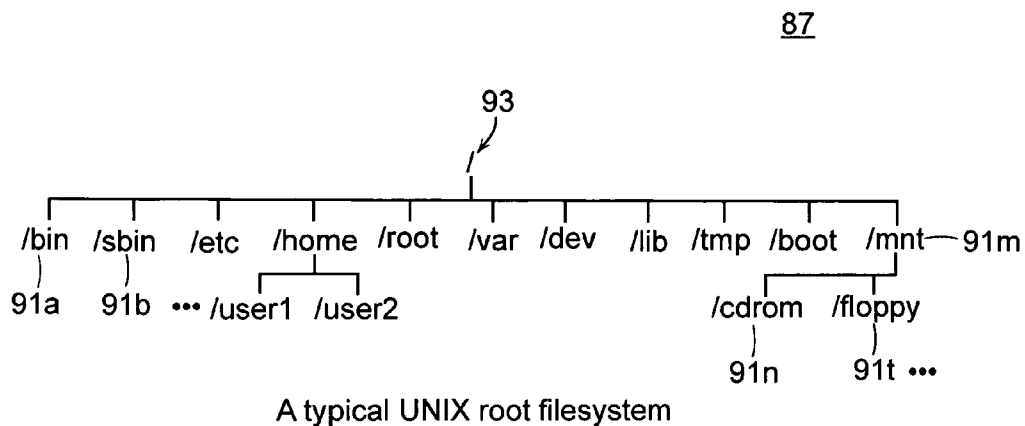 87
93
/
/bin /sbin /etc /home /root /var /dev /lib /tmp /boot /mnt 91m
91a 91b ••• /user1 /user2 /cdrom /floppy
91n 91t •••
A typical UNIX root filesystem